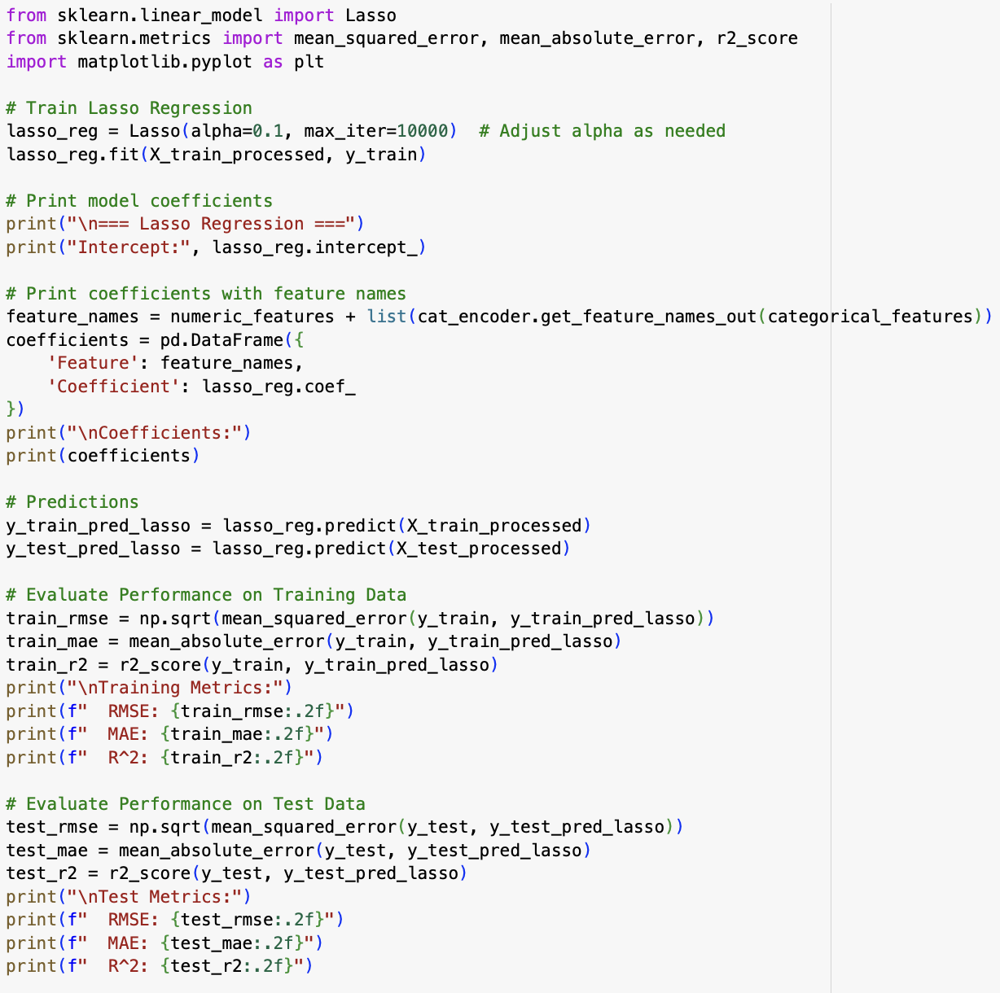 from sklearn.linear_model import Lasso
from sklearn.metrics import mean_squared_error, mean_absolute_error, r2_score
import matplotlib.pyplot as plt

# Train Lasso Regression
lasso_reg = Lasso(alpha=0.1, max_iter=10000)  # Adjust alpha as needed
lasso_reg.fit(X_train_processed, y_train)

# Print model coefficients
print("\n=== Lasso Regression ===")
print("Intercept:", lasso_reg.intercept_)

# Print coefficients with feature names
feature_names = numeric_features + list(cat_encoder.get_feature_names_out(categorical_features))
coefficients = pd.DataFrame({
    'Feature': feature_names,
    'Coefficient': lasso_reg.coef_
})
print("\nCoefficients:")
print(coefficients)

# Predictions
y_train_pred_lasso = lasso_reg.predict(X_train_processed)
y_test_pred_lasso = lasso_reg.predict(X_test_processed)

# Evaluate Performance on Training Data
train_rmse = np.sqrt(mean_squared_error(y_train, y_train_pred_lasso))
train_mae = mean_absolute_error(y_train, y_train_pred_lasso)
train_r2 = r2_score(y_train, y_train_pred_lasso)
print("\nTraining Metrics:")
print(f"  RMSE: {train_rmse:.2f}")
print(f"  MAE: {train_mae:.2f}")
print(f"  R^2: {train_r2:.2f}")

# Evaluate Performance on Test Data
test_rmse = np.sqrt(mean_squared_error(y_test, y_test_pred_lasso))
test_mae = mean_absolute_error(y_test, y_test_pred_lasso)
test_r2 = r2_score(y_test, y_test_pred_lasso)
print("\nTest Metrics:")
print(f"  RMSE: {test_rmse:.2f}")
print(f"  MAE: {test_mae:.2f}")
print(f"  R^2: {test_r2:.2f}")